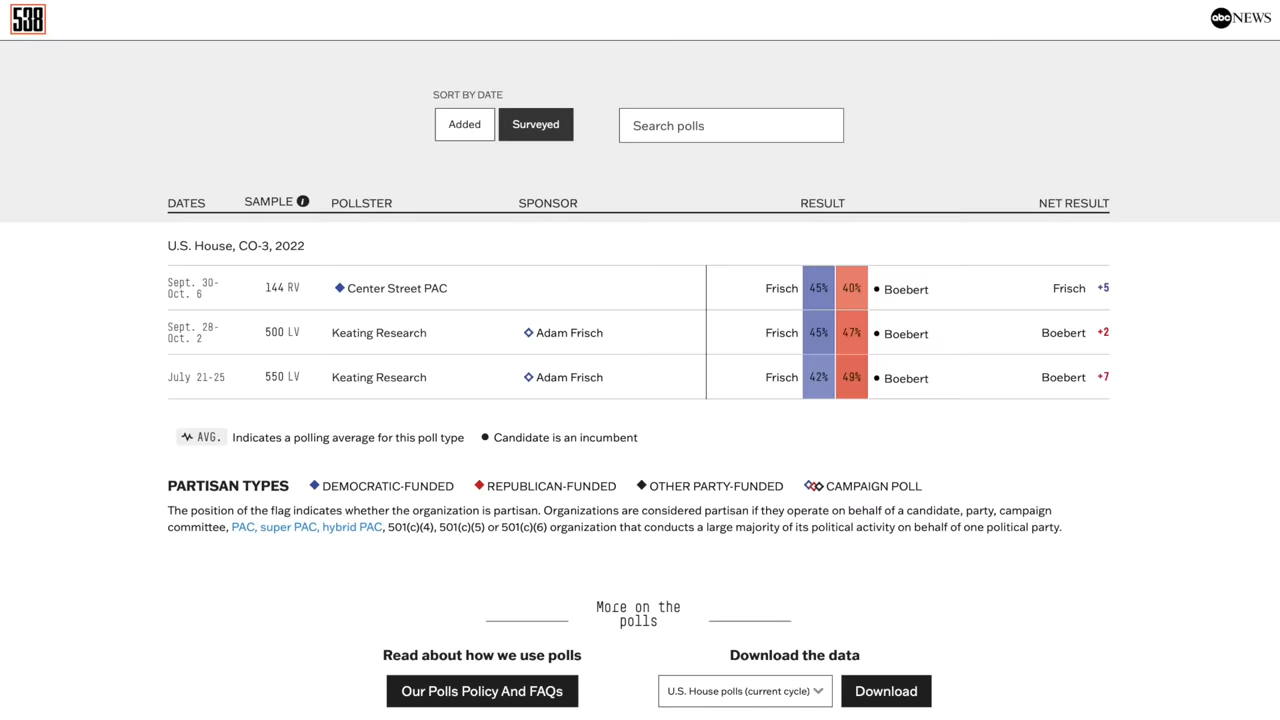 538
abc NEWS
SORT BY DATE
Added Surveyed Search polls
DATES SAMPLE i POLLSTER SPONSOR RESULT NET RESULT
U.S. House, CO-3, 2022
Sept. 30-
Oct. 6
144 RV Center Street PAC Frisch 45% 40% Boebert Frisch +5
Sept. 28-
Oct. 2
500 LV Keating Research Adam Frisch Frisch 45% 47% Boebert Boebert +2
July 21-25 550 LV Keating Research Adam Frisch Frisch 42% 49% Boebert Boebert +7
AVG. Indicates a polling average for this poll type Candidate is an incumbent
PARTISAN TYPES DEMOCRATIC-FUNDED REPUBLICAN-FUNDED OTHER PARTY-FUNDED CAMPAIGN POLL
The position of the flag indicates whether the organization is partisan. Organizations are considered partisan if they operate on behalf of a candidate, party, campaign
committee, PAC, super PAC, hybrid PAC, 501(c)(4), 501(c)(5) or 501(c)(6) organization that conducts a large majority of its political activity on behalf of one political party.
More on the
polls
Read about how we use polls
Our Polls Policy And FAQs
Download the data
U.S. House polls (current cycle) Download